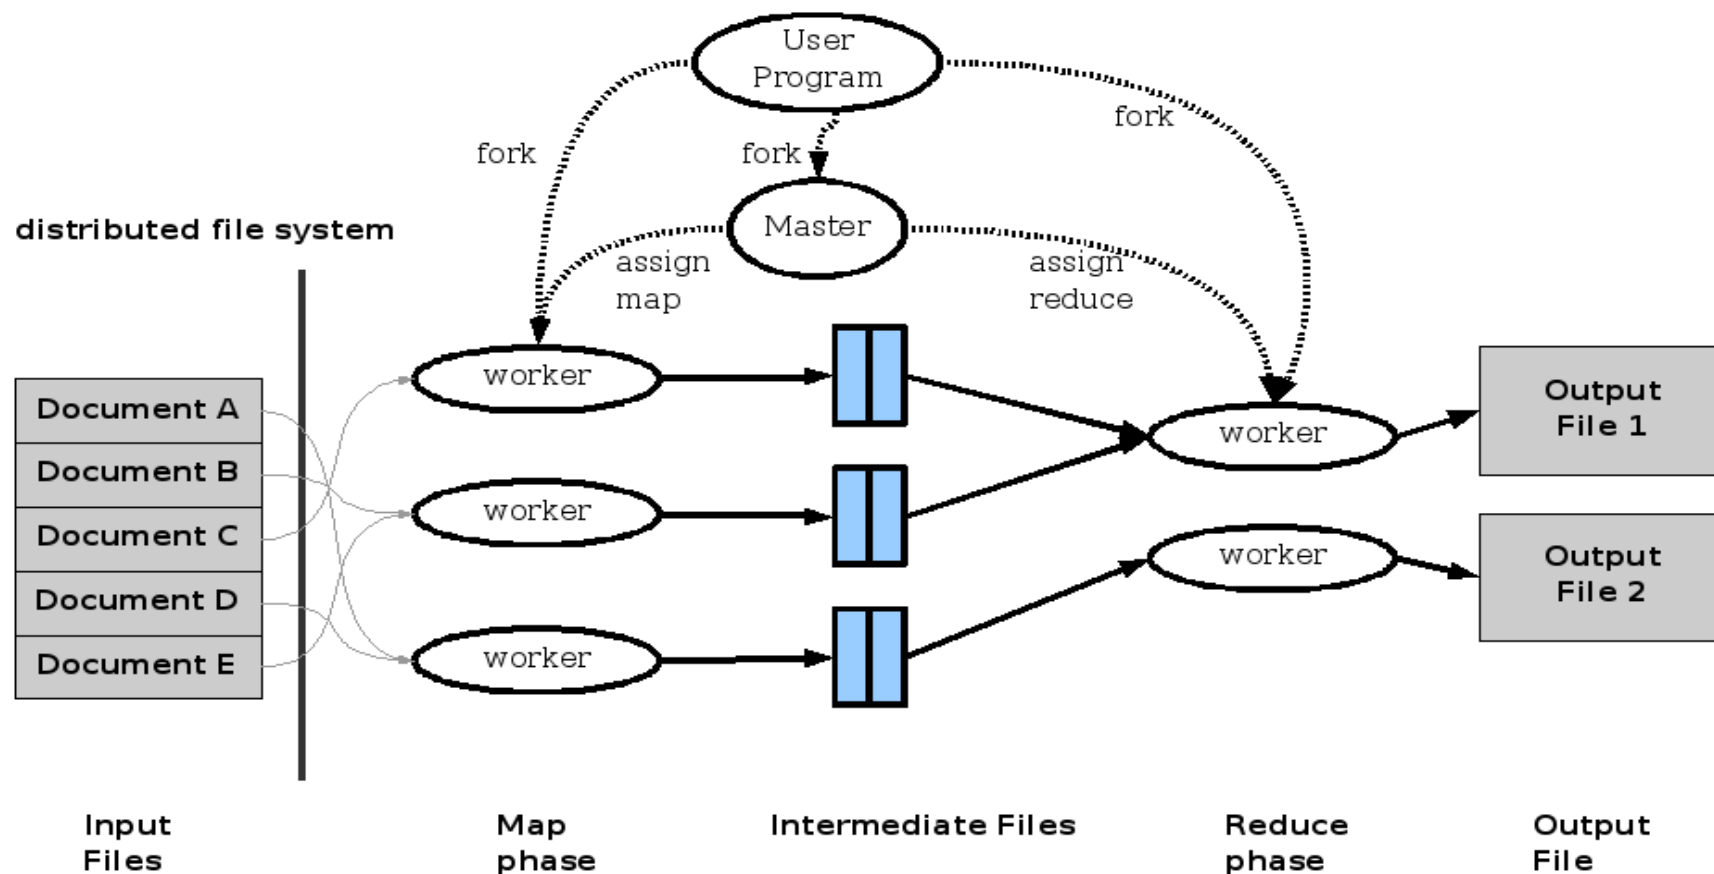 User
Program
fork
fork
fork
distributed file system
Master
assign
map
assign
reduce
Document A
Document B
Document C
Document D
Document E
worker
worker
worker
worker
worker
Output
File 1
Output
File 2
Input
Files
Map
phase
Intermediate Files
Reduce
phase
Output
File